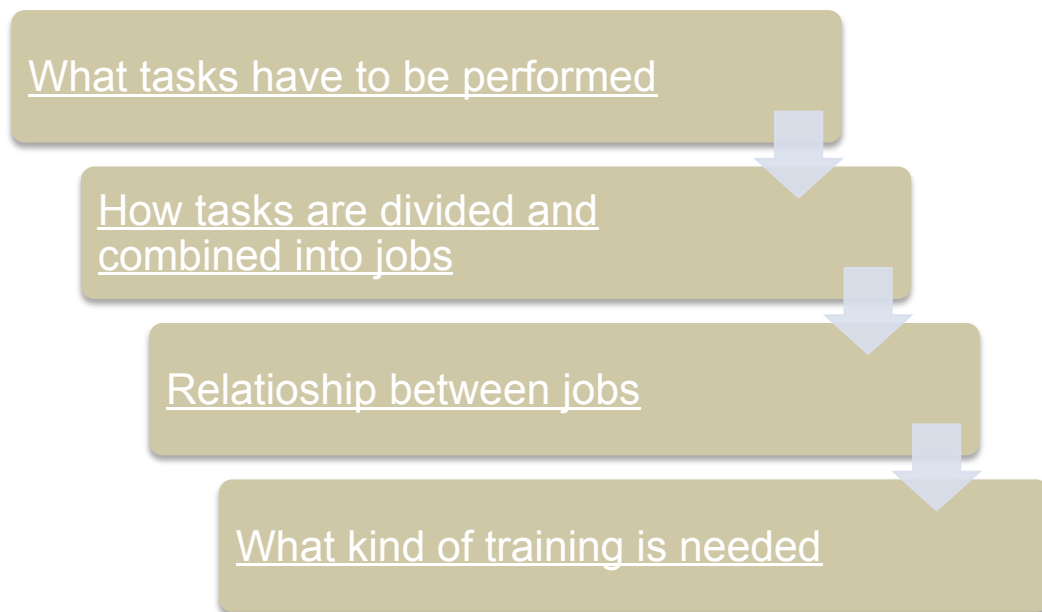 What tasks have to be performed
How tasks are divided and
combined into jobs
Relatioship between jobs
What kind of training is needed